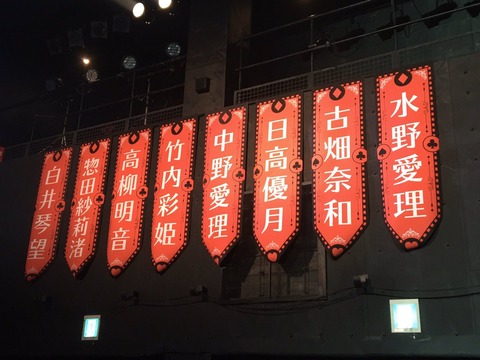 白井琴望
惣田紗莉渚
高柳明音
竹内彩姫
中野愛理
日高優月
古畑奈和
水野愛理